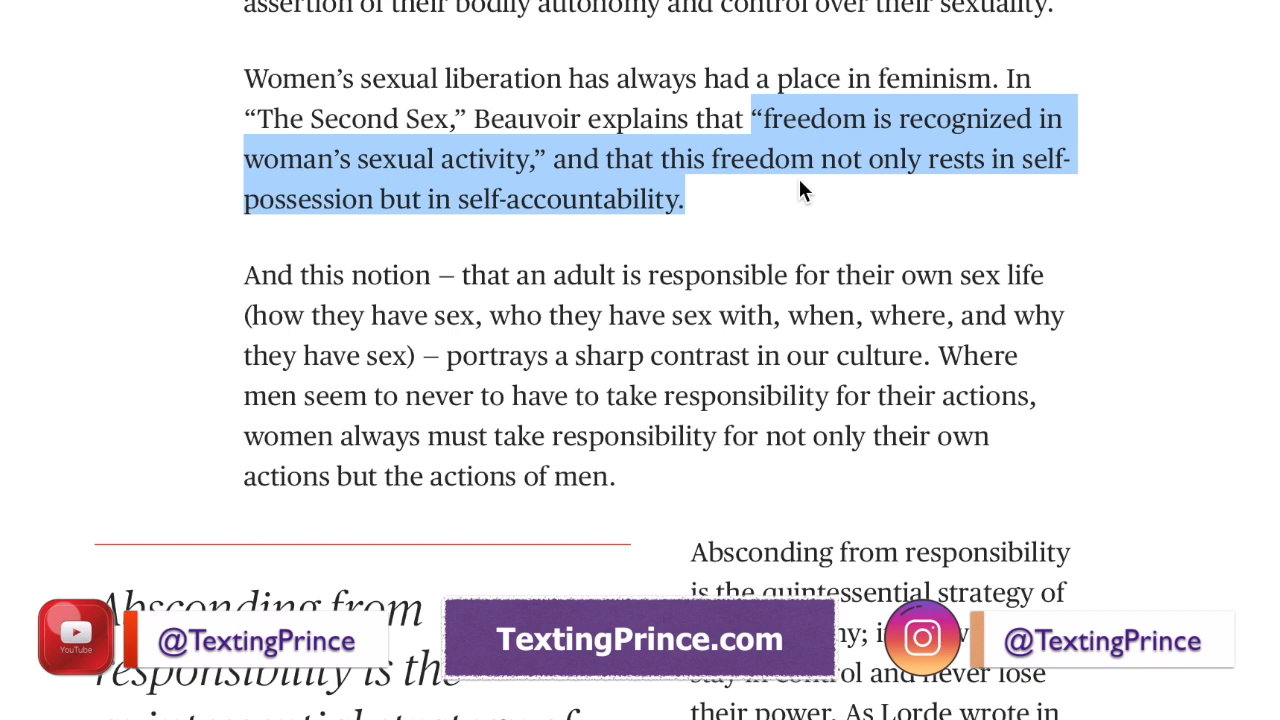 assertion of their bodily autonomy and control over their sexuality.
Women’s sexual liberation has always had a place in feminism. In
“The Second Sex,” Beauvoir explains that “freedom is recognized in
woman’s sexual activity,” and that this freedom not only rests in self-
possession but in self-accountability.
And this notion – that an adult is responsible for their own sex life
(how they have sex, who they have sex with, when, where, and why
they have sex) – portrays a sharp contrast in our culture. Where
men seem to never to have to take responsibility for their actions,
women always must take responsibility for not only their own
actions but the actions of men.
Absconding from
responsibility is the
Absconding from responsibility
is the quintessential strategy of
stay in control and never lose
their power. As Lorde wrote in
YouTube
@TextingPrince
TextingPrince.com
@TextingPrince